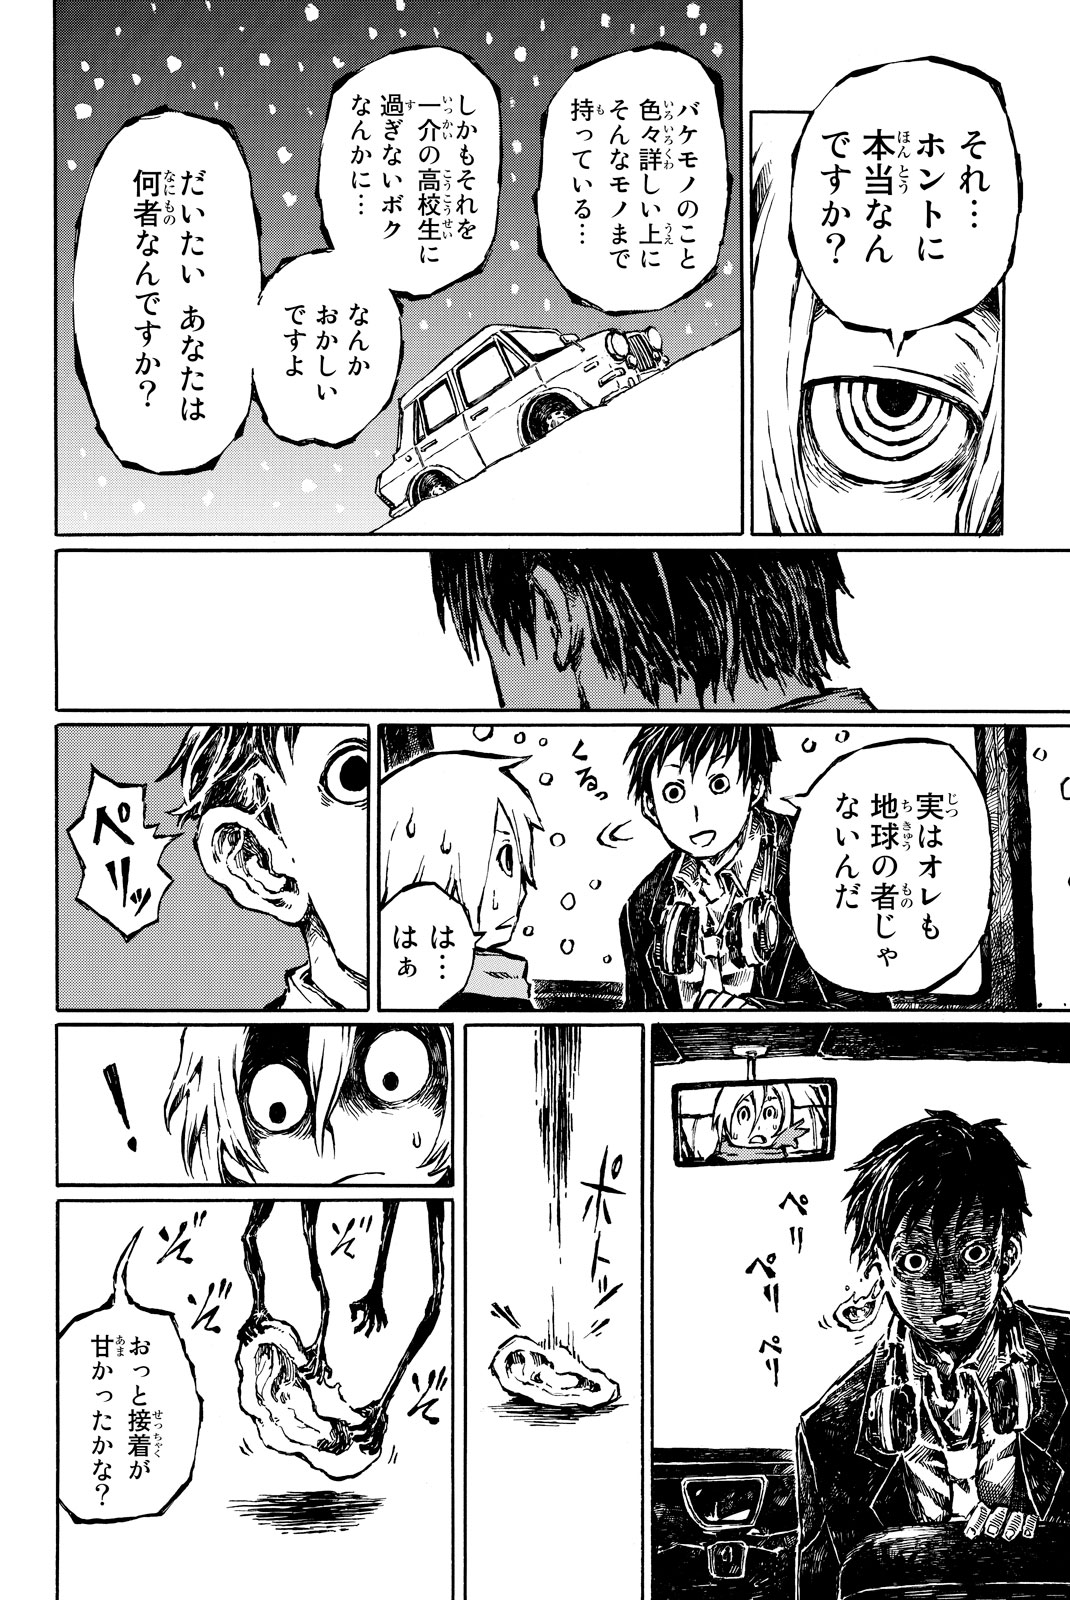 それ…
ホントに
本当なん
ですか？
バケモノのこと
色々詳しい上に
そんなモノまで
持っている…
しかもそれを
一介の高校生に
過ぎないボク
なんかに…
なんか
おかしい
ですよ
だいたい あなたは
何者なんですか？
実はオレも
地球の者じゃ
ないんだ
くるっ
は…
はぁ
ペリッ
ペニ
ペニ
ペニ
ポトッ
！
ぞぞ
ぞぞ
ぞぞ
おっと接着が
甘かったかな？